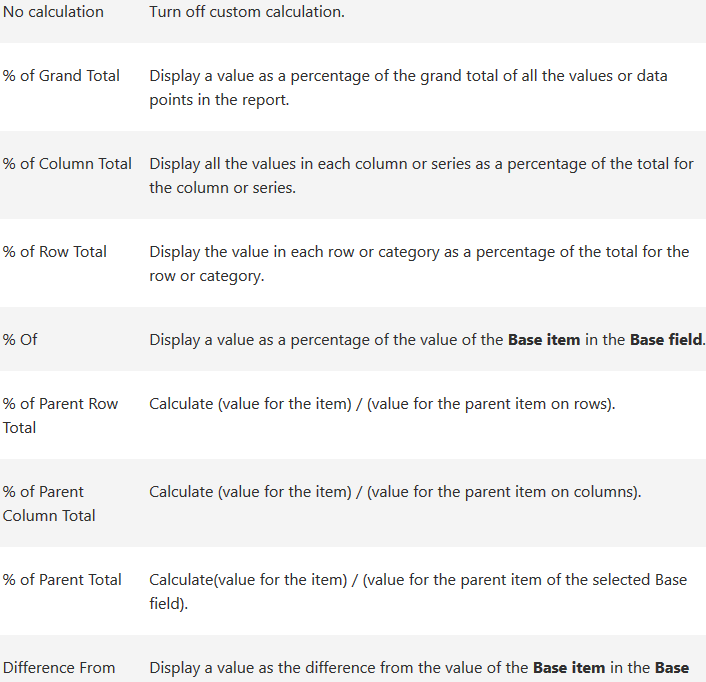 No calculation Turn off custom calculation.
% of Grand Total Display a value as a percentage of the grand total of all the values or data
points in the report.
% of Column Total Display all the values in each column or series as a percentage of the total for
the column or series.
% of Row Total Display the value in each row or category as a percentage of the total for the
row or category.
% Of Display a value as a percentage of the value of the Base item in the Base field.
% of Parent Row
Total
Calculate (value for the item) / (value for the parent item on rows).
% of Parent
Column Total
Calculate (value for the item) / (value for the parent item on columns).
% of Parent Total Calculate(value for the item) / (value for the parent item of the selected Base
field).
Difference From Display a value as the difference from the value of the Base item in the Base